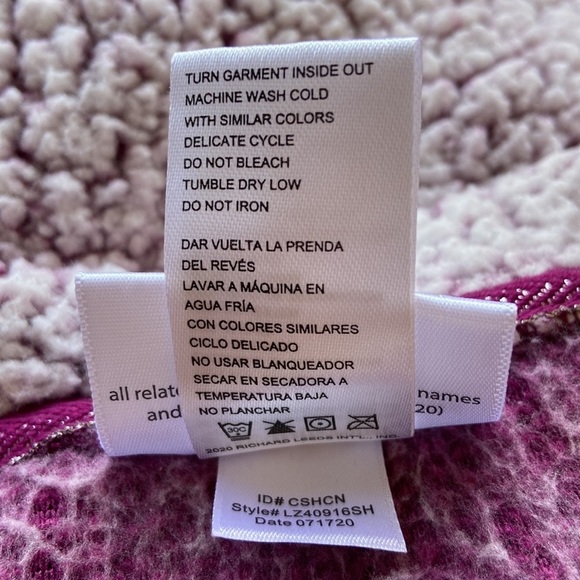 TURN GARMENT INSIDE OUT
MACHINE WASH COLD
WITH SIMILAR COLORS
DELICATE CYCLE
DO NOT BLEACH
TUMBLE DRY LOW
DO NOT IRON
DAR VUELTA LA PRENDA
DEL REVÉS
LAVAR A MÁQUINA EN
AGUA FRÍA
CON COLORES SIMILARES
CICLO DELICADO
NO USAR BLANQUEADOR
SECAR EN SECADORA A
TEMPERATURA BAJA
NO PLANCHAR
30C
2020 RICHARD LEEDS INT'L., INC.
all names
and 20)
ID# CSHCN
Style# LZ40916SH
Date 071720